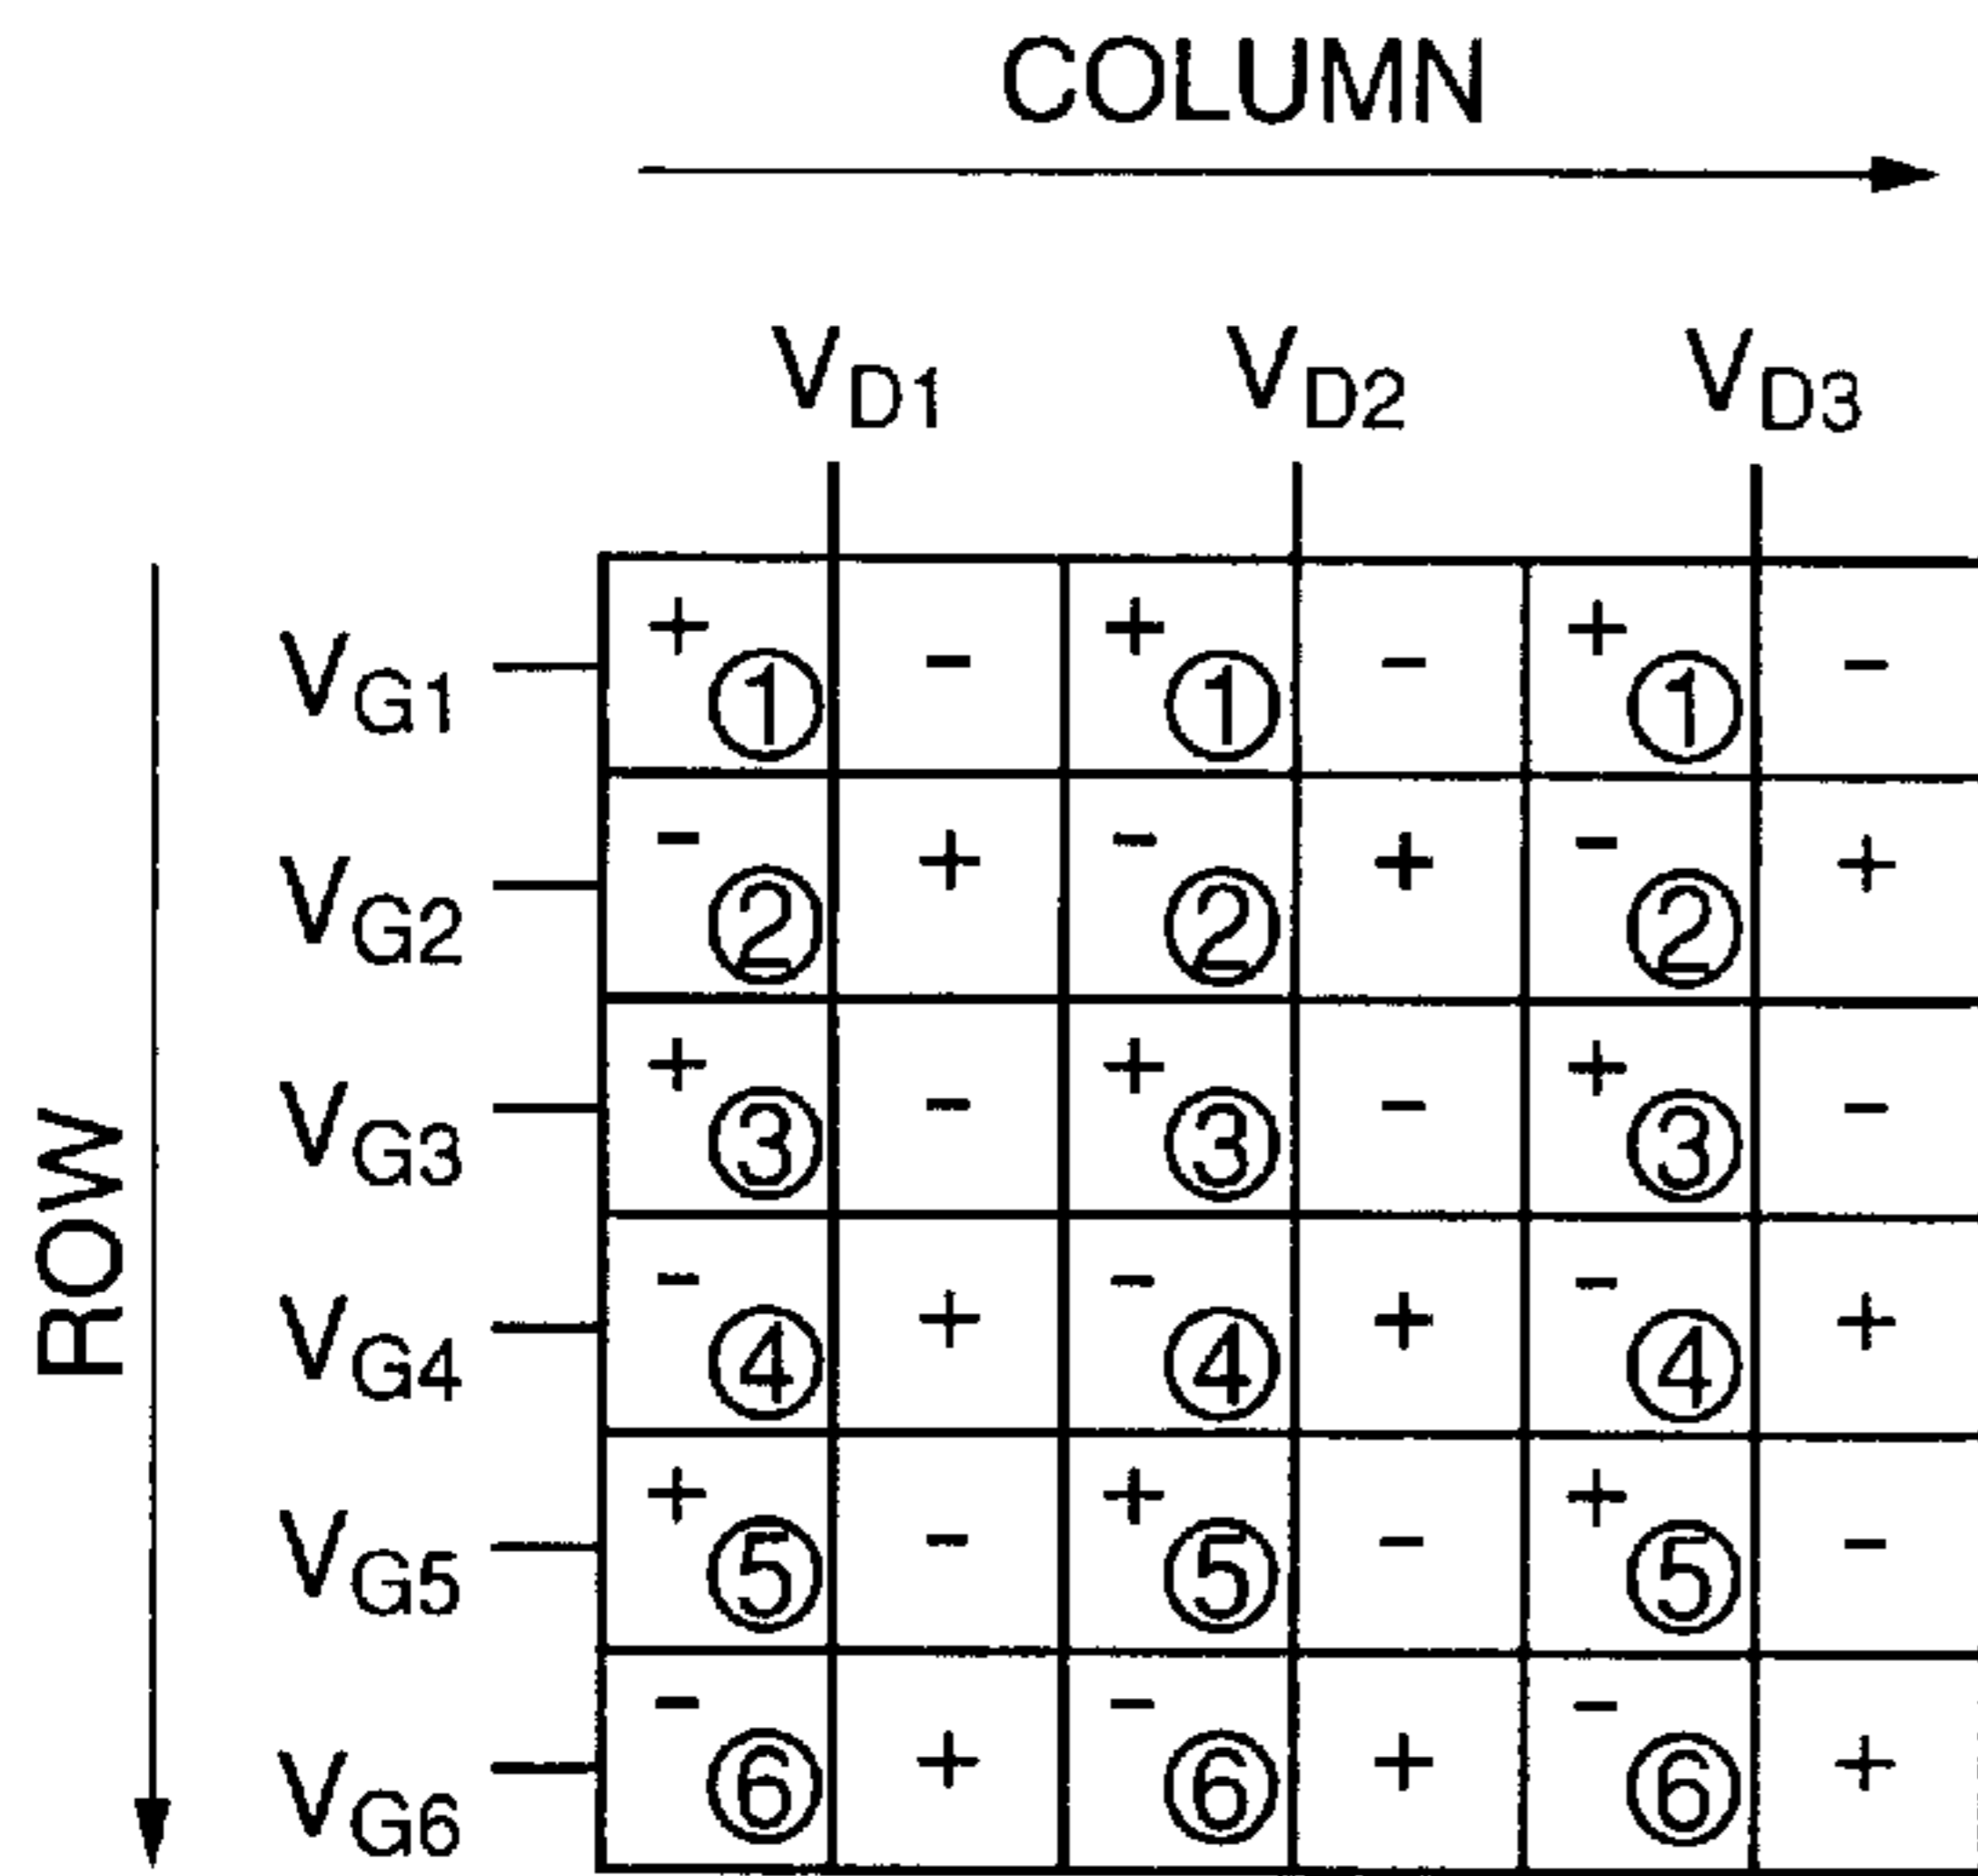 COLUMN
VD1 VD2 VD3
VG1 + ① - + ① - + ① -
VG2 - ② + - ② + - ② +
VG3 + ③ - + ③ - + ③ -
VG4 - ④ + - ④ + - ④ +
VG5 + ⑤ - + ⑤ - + ⑤ -
VG6 - ⑥ + - ⑥ + - ⑥ +
ROW